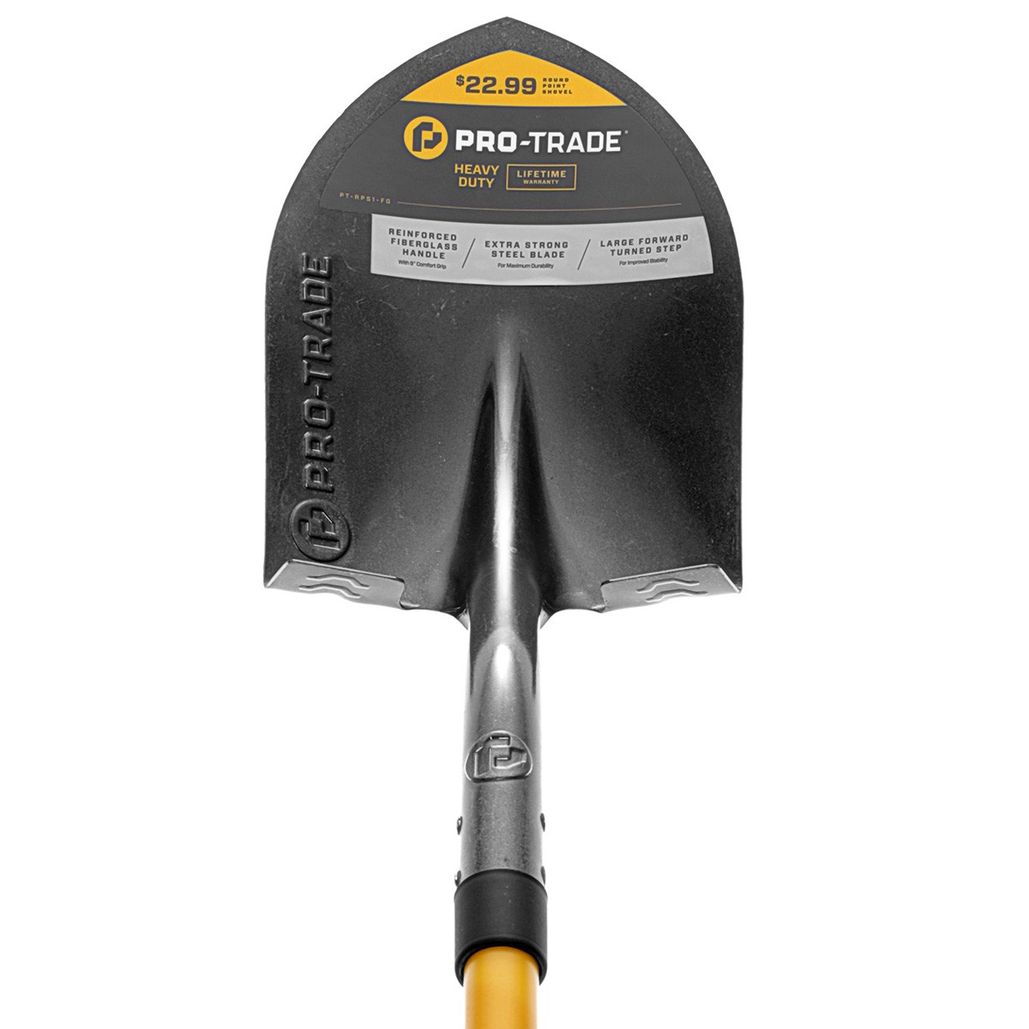 $22.99
ROUND
POINT
SHOVEL
PRO-TRADE
HEAVY
DUTY
LIFETIME
WARRANTY
PT-RPS1-FG
REINFORCED
FIBERGLASS
HANDLE
With 9" Comfort Grip
EXTRA STRONG
STEEL BLADE
For Maximum Durability
LARGE FORWARD
TURNED STEP
For Improved Stability
PRO-TRADE